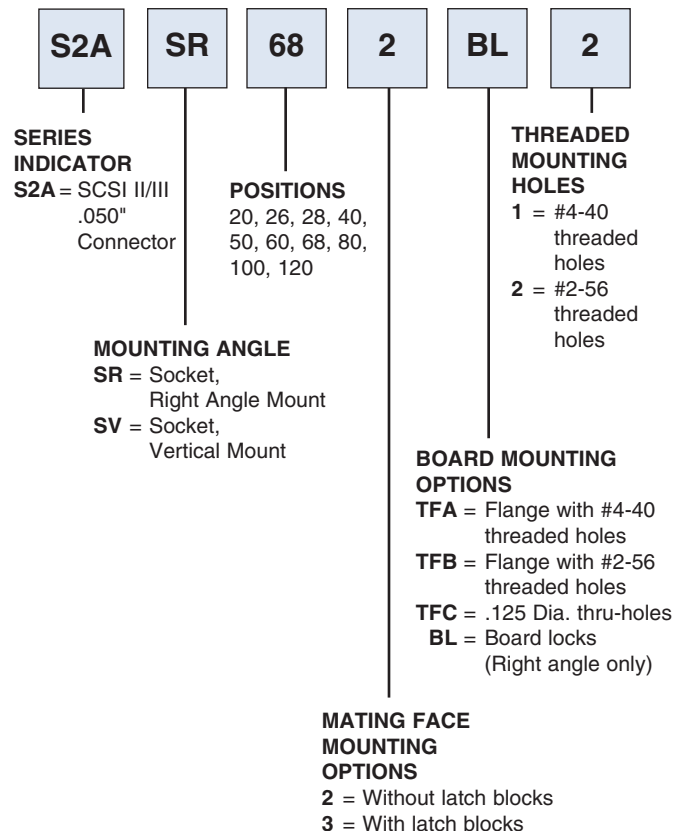 S2A SR 68 2 BL 2
SERIES
INDICATOR
S2A = SCSI II/III
.050"
Connector
POSITIONS
20, 26, 28, 40,
50, 60, 68, 80,
100, 120
THREADED
MOUNTING
HOLES
1 = #4-40
threaded
holes
2 = #2-56
threaded
holes
MOUNTING ANGLE
SR = Socket,
Right Angle Mount
SV = Socket,
Vertical Mount
BOARD MOUNTING
OPTIONS
TFA = Flange with #4-40
threaded holes
TFB = Flange with #2-56
threaded holes
TFC = .125 Dia. thru-holes
BL = Board locks
(Right angle only)
MATING FACE
MOUNTING
OPTIONS
2 = Without latch blocks
3 = With latch blocks